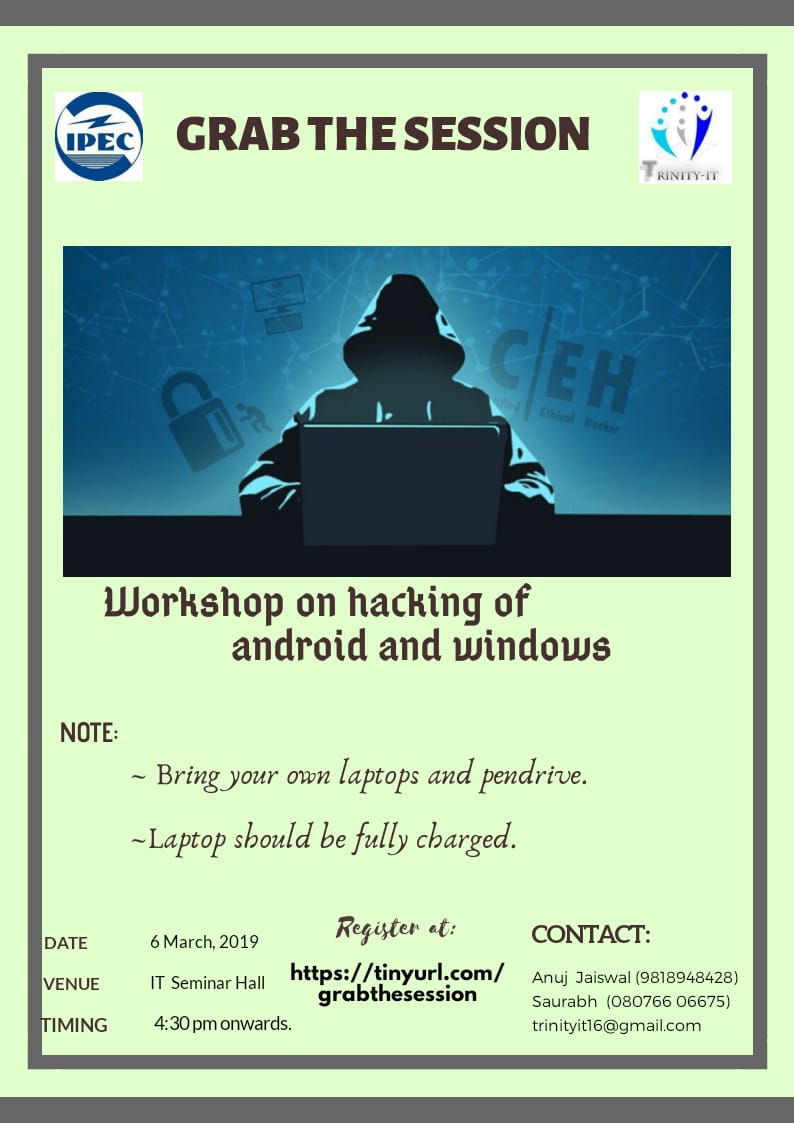 IPEC
GRAB THE SESSION
TRINITY-IT
C|EH
Ethical Hacker
Workshop on hacking of
android and windows
NOTE:
~ Bring your own laptops and pendrive.
~Laptop should be fully charged.
DATE 6 March, 2019
VENUE IT Seminar Hall
TIMING 4:30 pm onwards.
Register at:
https://tinyurl.com/
grabthesession
CONTACT:
Anuj Jaiswal (9818948428)
Saurabh (080766 06675)
trinityit16@gmail.com